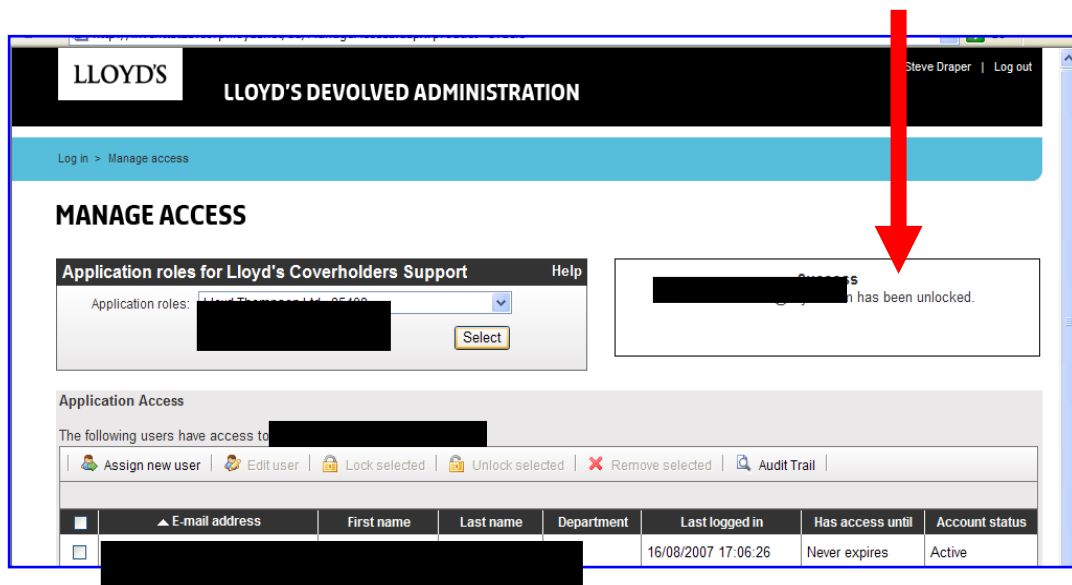 LLOYD'S
LLOYD'S DEVOLVED ADMINISTRATION
Steve Draper | Log out
Log in > Manage access
MANAGE ACCESS
Application roles for Lloyd's Coverholders Support Help
Application roles:
Select
Success
has been unlocked.
Application Access
The following users have access to
Assign new user | Edit user | Lock selected | Unlock selected | Remove selected | Audit Trail |
E-mail address First name Last name Department Last logged in Has access until Account status
16/08/2007 17:06:26 Never expires Active